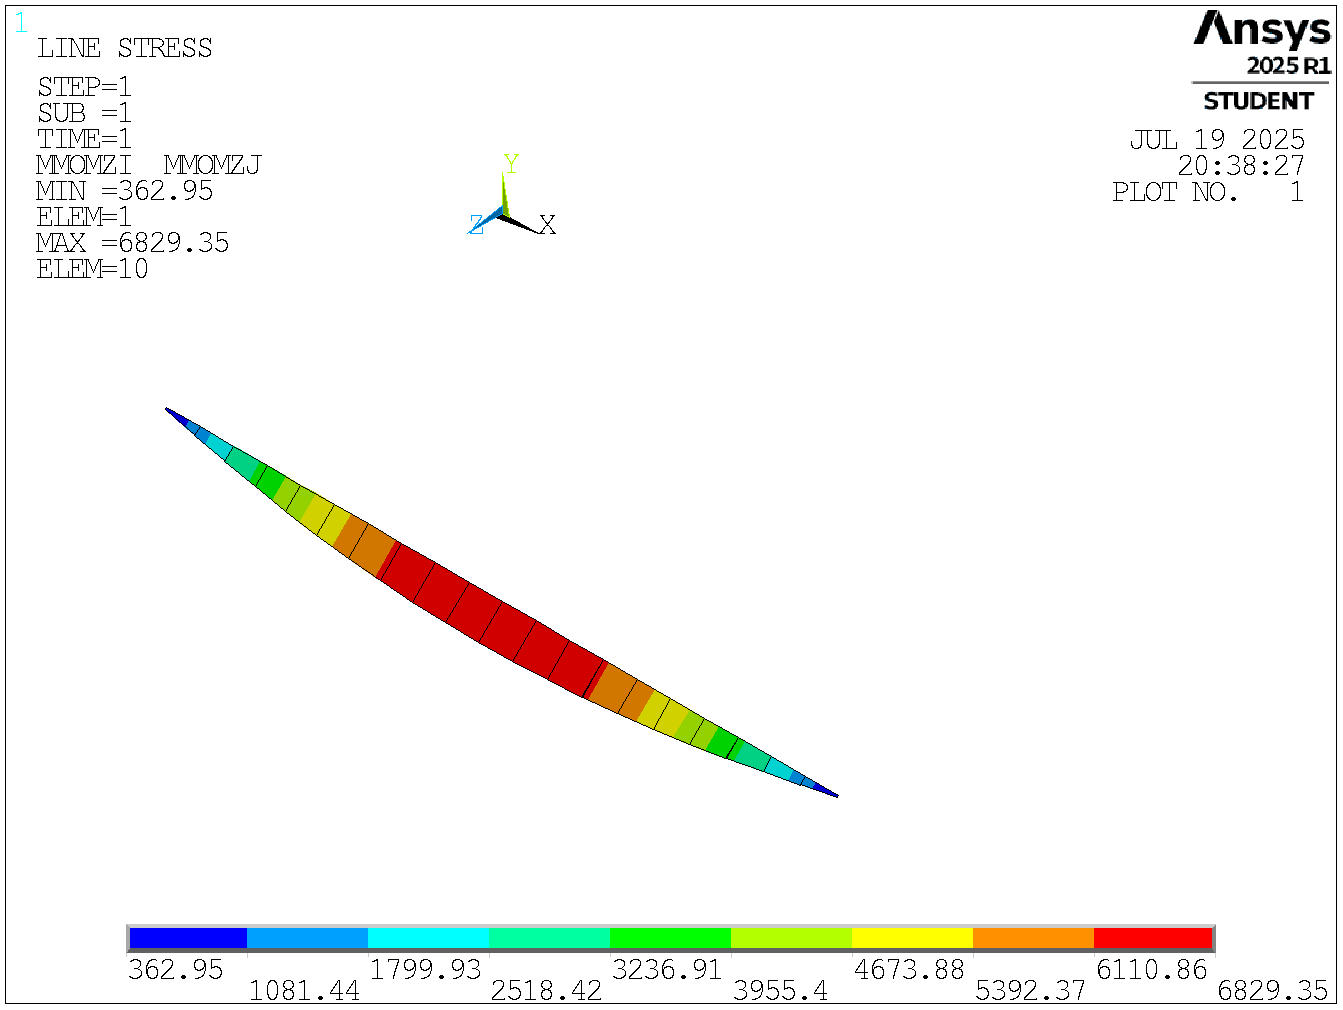 1
LINE STRESS
STEP=1
SUB =1
TIME=1
MMOMZI  MMOMZJ
MIN =362.95
ELEM=1
MAX =6829.35
ELEM=10
Ansys
2025 R1
STUDENT
JUL 19 2025
20:38:27
PLOT NO.   1
Y
Z
X
362.95 1799.93 3236.91 4673.88 6110.86
1081.44 2518.42 3955.4 5392.37 6829.35